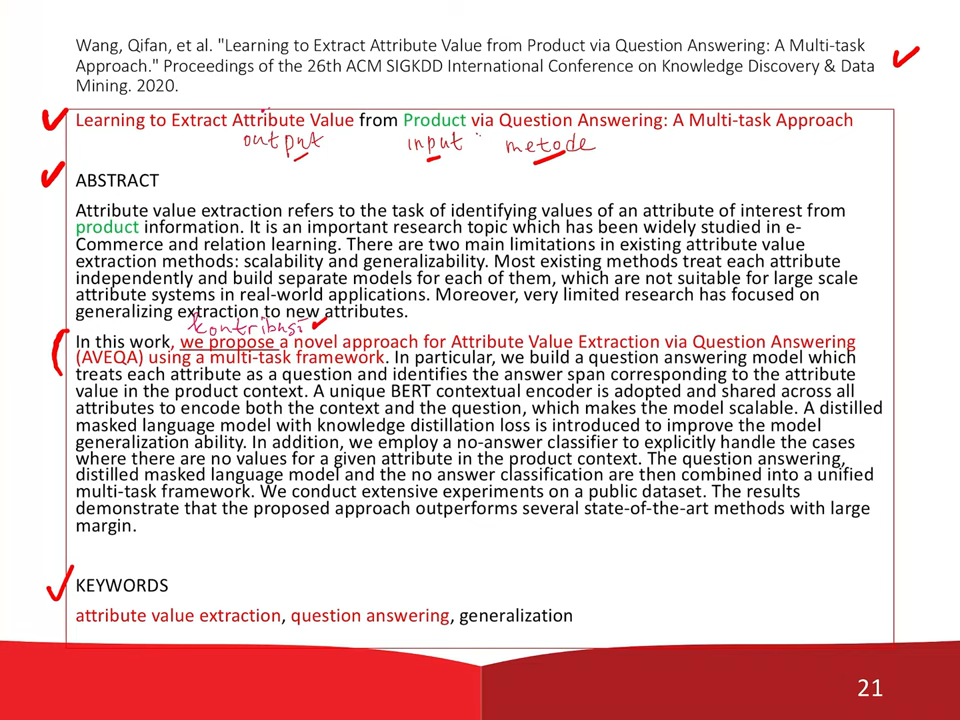 Wang, Qifan, et al. "Learning to Extract Attribute Value from Product via Question Answering: A Multi-task
Approach." Proceedings of the 26th ACM SIGKDD International Conference on Knowledge Discovery & Data
Mining. 2020.
Learning to Extract Attribute Value from Product via Question Answering: A Multi-task Approach
output input metode
ABSTRACT
Attribute value extraction refers to the task of identifying values of an attribute of interest from
product information. It is an important research topic which has been widely studied in e-
Commerce and relation learning. There are two main limitations in existing attribute value
extraction methods: scalability and generalizability. Most existing methods treat each attribute
independently and build separate models for each of them, which are not suitable for large scale
attribute systems in real-world applications. Moreover, very limited research has focused on
generalizing extraction to new attributes.
kontribusi
In this work, we propose a novel approach for Attribute Value Extraction via Question Answering
(AVEQA) using a multi-task framework. In particular, we build a question answering model which
treats each attribute as a question and identifies the answer span corresponding to the attribute
value in the product context. A unique BERT contextual encoder is adopted and shared across all
attributes to encode both the context and the question, which makes the model scalable. A distilled
masked language model with knowledge distillation loss is introduced to improve the model
generalization ability. In addition, we employ a no-answer classifier to explicitly handle the cases
where there are no values for a given attribute in the product context. The question answering,
distilled masked language model and the no answer classification are then combined into a unified
multi-task framework. We conduct extensive experiments on a public dataset. The results
demonstrate that the proposed approach outperforms several state-of-the-art methods with large
margin.
KEYWORDS
attribute value extraction, question answering, generalization
21